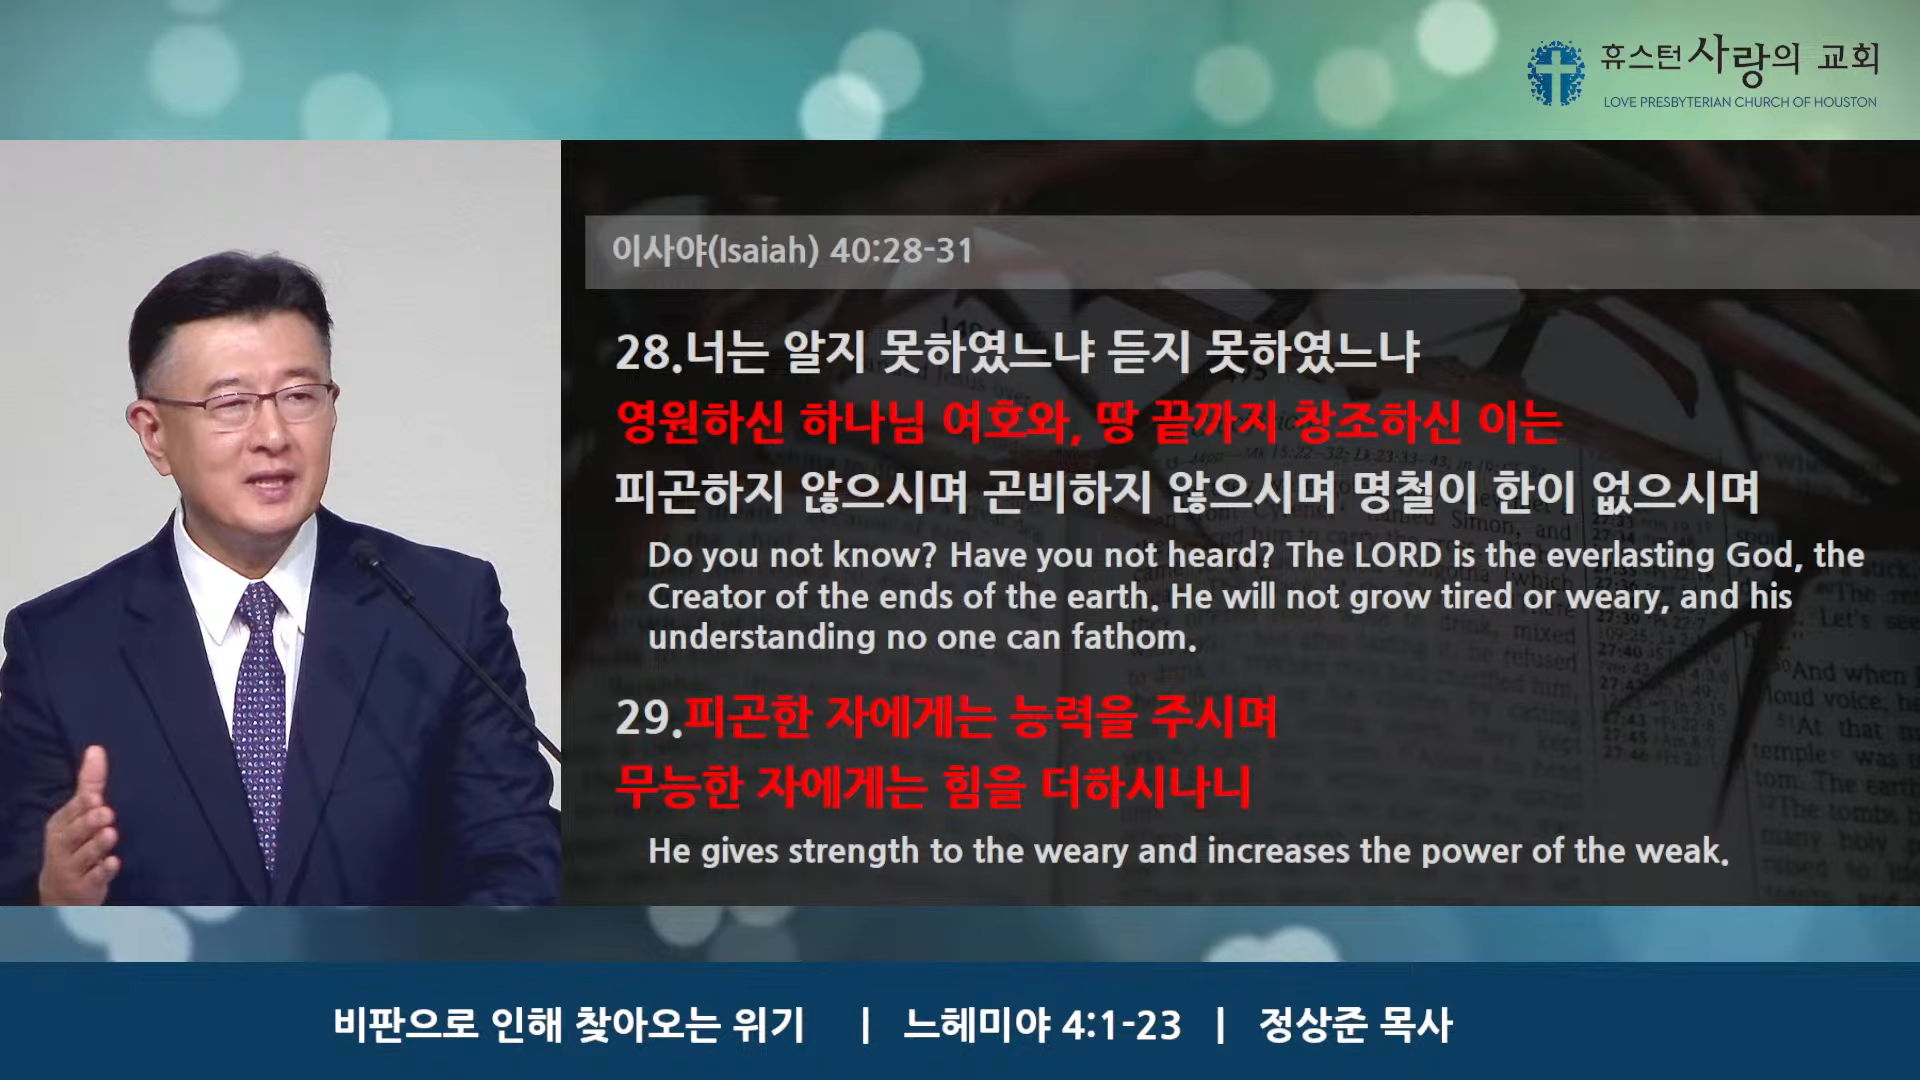 휴스턴 사랑의 교회
LOVE PRESBYTERIAN CHURCH OF HOUSTON
이사야(Isaiah) 40:28-31
28.너는 알지 못하였느냐 듣지 못하였느냐
영원하신 하나님 여호와, 땅 끝까지 창조하신 이는
피곤하지 않으시며 곤비하지 않으시며 명철이 한이 없으시며
Do you not know? Have you not heard? The LORD is the everlasting God, the
Creator of the ends of the earth. He will not grow tired or weary, and his
understanding no one can fathom.
29.피곤한 자에게는 능력을 주시며
무능한 자에게는 힘을 더하시나니
He gives strength to the weary and increases the power of the weak.
비판으로 인해 찾아오는 위기 | 느헤미야 4:1-23 | 정상준 목사